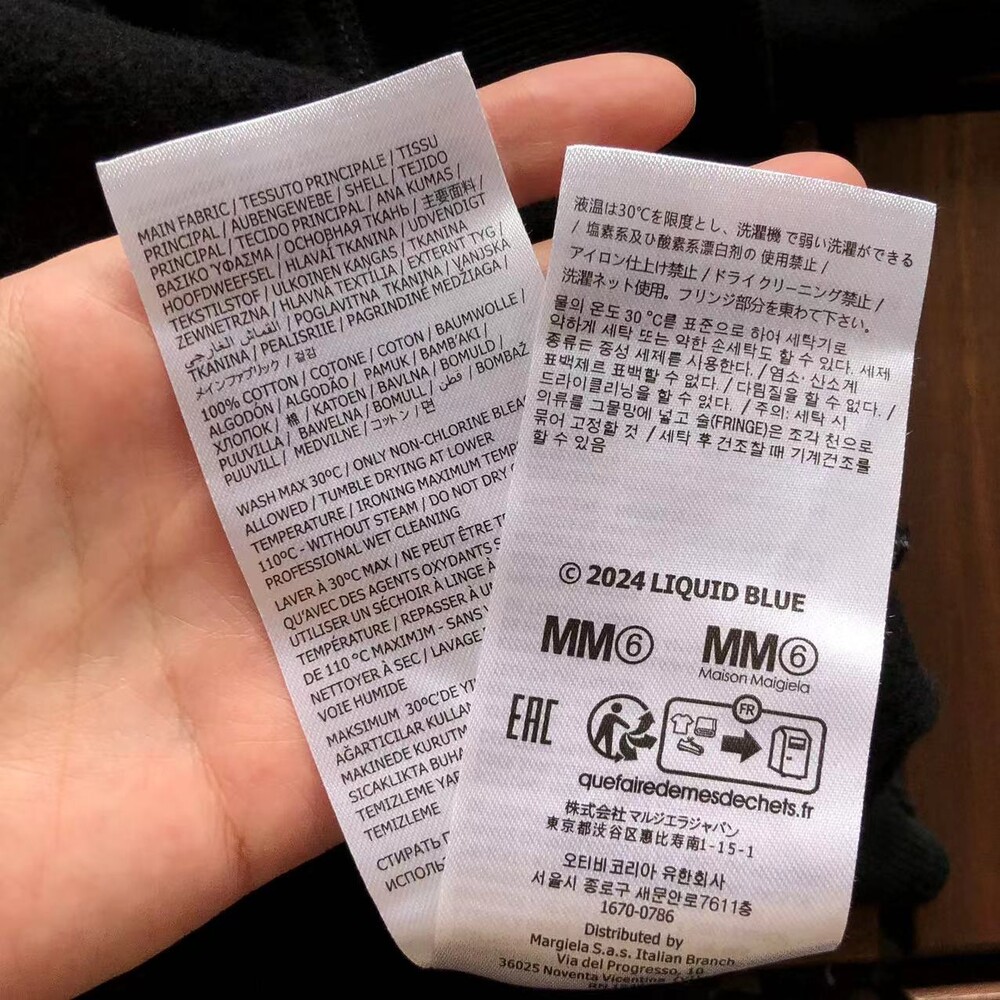 MAIN FABRIC / TESSUTO PRINCIPALE / TISSU
PRINCIPAL / AUBENGEWEBE / SHELL / TEJIDO
PRINCIPAL / TECIDO PRINCIPAL / ANA KUMAS /
ΒΑΣΙΚΟ ΎΦΑΣΜΑ / ОСНОВНАЯ ТКАНЬ / 主要面料 /
HOOFDWEEFSEL / HLAVAÍ TKANINA / UDVENDIGT
TEKSTILSTOF / ULKOINEN KANGAS / TKANINA
ZEWNETRZNA / HLAVNÁ TEXTILIA / EXTERNT TYG /
TKANINA / PEALISRIIE / POGLAVITNA TKANINA / VANJSKA
PAGRINDINE MEDZIAGA /
القماش الخارجي
メインファブリック / 겉감
100% COTTON / COTONE / COTON / BAUMWOLLE /
ALGODÓN / ALGODÃO / PAMUK / BAMB'AKI /
ХЛОПОК / 棉 / KATOEN / BAVLNA / BOMULD /
PUUVILLA / BAWELNA / BOMULL / قطن / BOMBAŽ
PUUVILL / MEDVILNE / コットン / 면
WASH MAX 30°C / ONLY NON-CHLORINE BLEA
ALLOWED / TUMBLE DRYING AT LOWER
TEMPERATURE / IRONING MAXIMUM TEMP
110°C - WITHOUT STEAM / DO NOT DRY
PROFESSIONAL WET CLEANING
LAVER À 30°C MAX / NE PEUT ÊTRE T
QU'AVEC DES AGENTS OXYDANTS S
UTILISER UN SÉCHOIR À LINGE À
TEMPÉRATURE / REPASSER À U
DE 110 °C MAXIMJM - SANS
NETTOYER À SEC / LAVAGE
VOIE HUMIDE
MAKSIMUM 30°C'DE YI
AĞARTICILAR KULLAN
MAKINEDE KURUTM
SICAKLIKTA BUHA
TEMIZLEME YAP
TEMIZLEME
СТИРАТЬ П
ИСПОЛЬ
液温は30℃を限度とし、洗濯機 で弱い洗濯ができる
/ 塩素系及ひ酸素系漂白剤の 使用禁止 /
アイロン仕上げ禁止 / ドライ クリーニング禁止 /
洗濯ネット使用。フリンジ部分を束わて下さい。
물의 온도 30 ℃를 표준으로 하여 세탁기로
약하게 세탁 또는 약한 손세탁도 할 수 있다. 세제
종류는 중성 세제를 사용한다. / 염소·산소계
표백제르 표백할 수 없다. / 다림질을 할 수 없다. /
드라이클리닝을 할 수 없다. / 주의: 세탁 시
의류를 그물망에 넣고 술(FRINGE)은 조각 천으로
묶어 고정할 것 / 세탁 후 건조할 때 기계건조를
할 수 있음
© 2024 LIQUID BLUE
MM⑥ MM⑥
Maison Maigiela
EAC
FR
quefairedemesdechets.fr
株式会社 マルジエラジャパン
東京都渋谷区惠比寿南1-15-1
오티비코리아 유한회사
서울시 종로구 새문안로7611층
1670-0786
Distributed by
Margiela S.a.s. Italian Branch
Via del Progresso, 10
36025 Noventa Vicentina